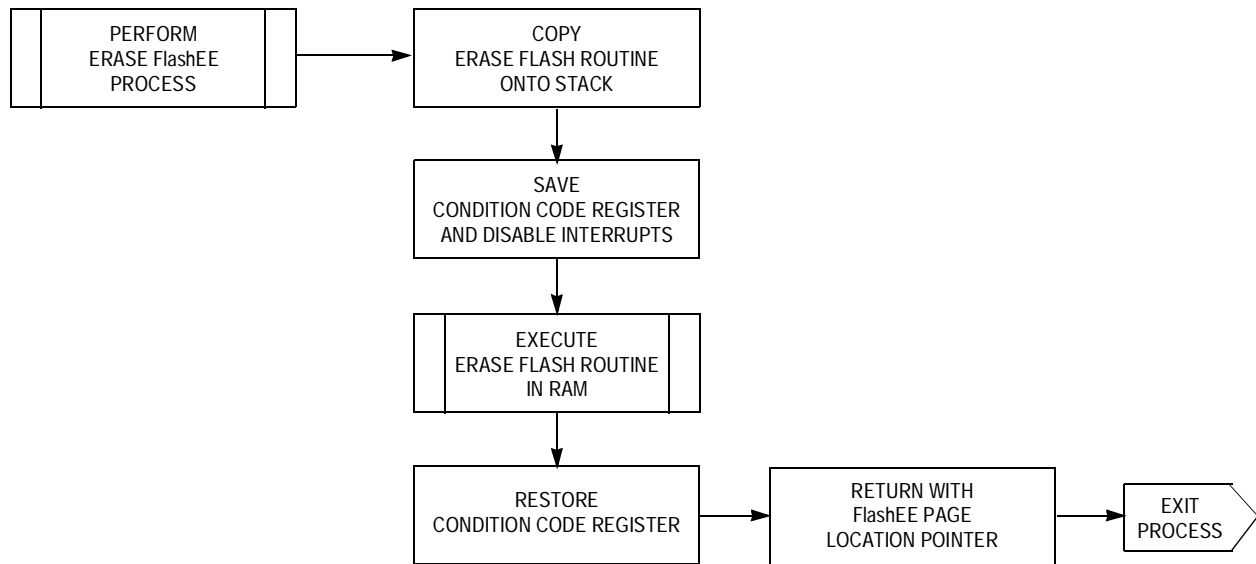 PERFORM
ERASE FlashEE
PROCESS
COPY
ERASE FLASH ROUTINE
ONTO STACK
SAVE
CONDITION CODE REGISTER
AND DISABLE INTERRUPTS
EXECUTE
ERASE FLASH ROUTINE
IN RAM
RESTORE
CONDITION CODE REGISTER
RETURN WITH
FlashEE PAGE
LOCATION POINTER
EXIT
PROCESS